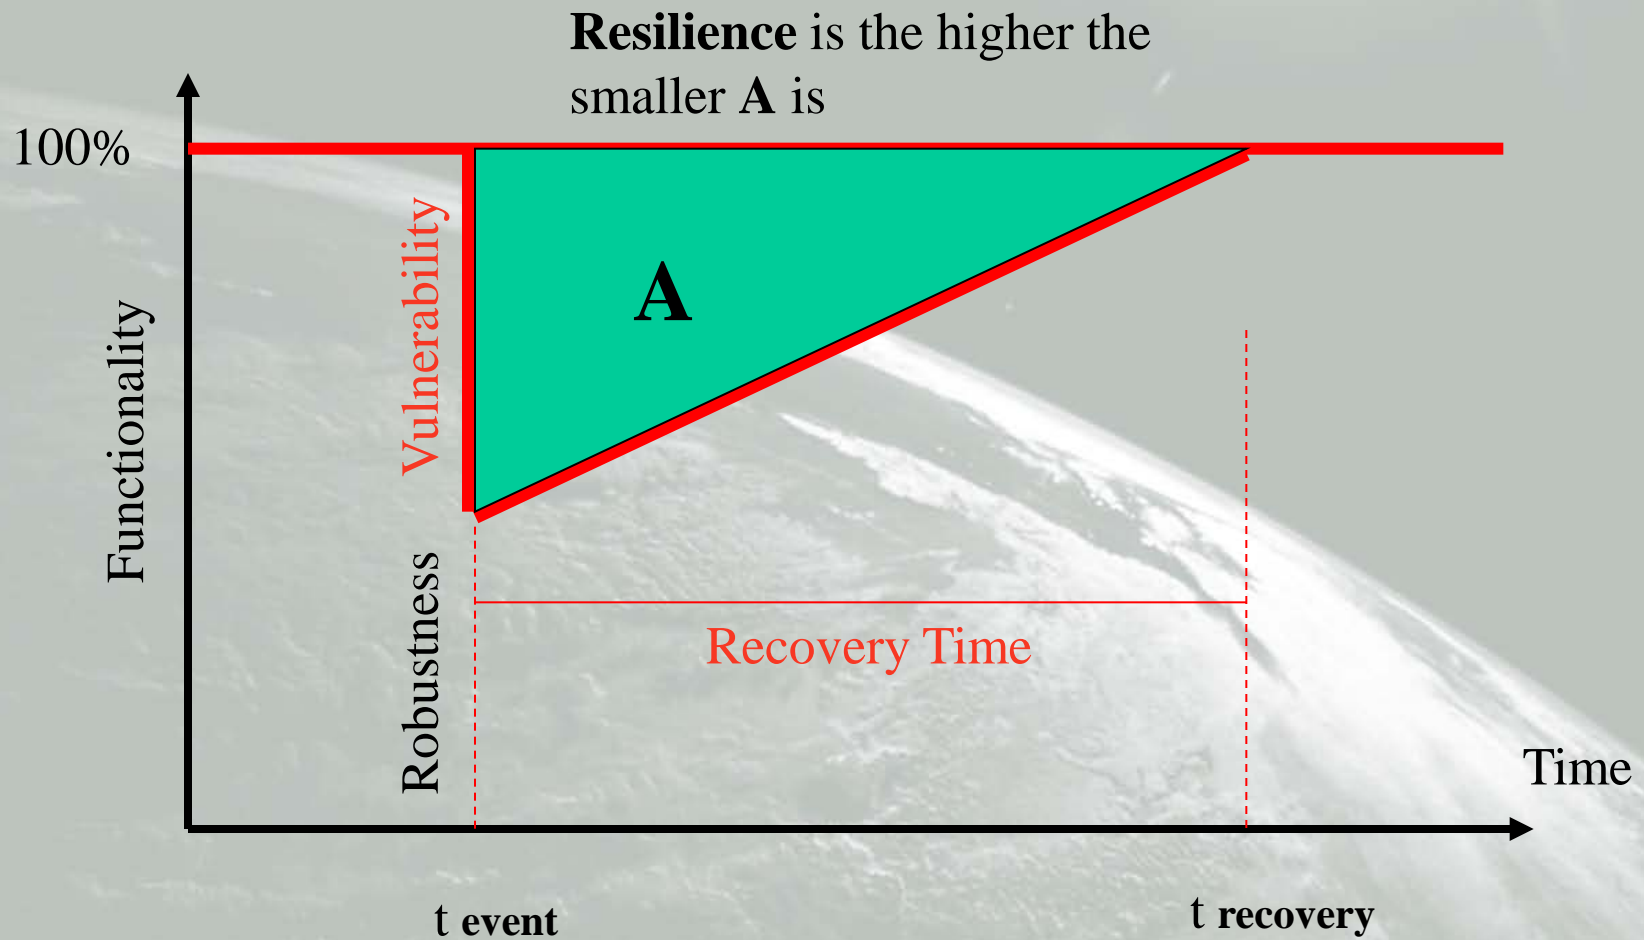 Resilience is the higher the
smaller A is
100%
Functionality
Vulnerability
A
Robustness
Recovery Time
Time
t event
t recovery